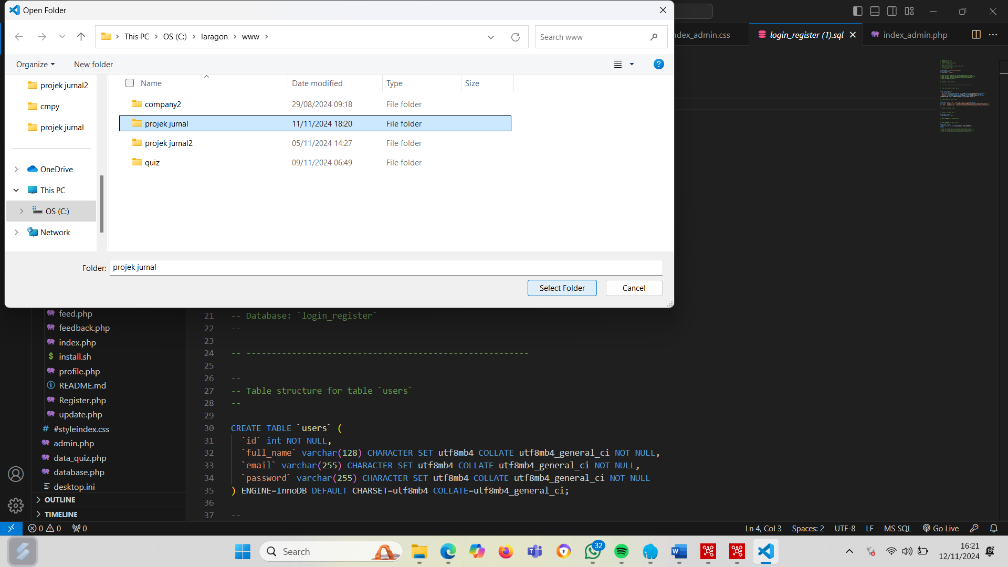 Open Folder
This PC > OS (C:) > laragon > www >
Search www
Organize
New folder
Name
Date modified
Type
Size
projek jurnal2
cmpy
projek jurnal
OneDrive
This PC
OS (C:)
Network
company2 29/08/2024 09:18 File folder
projek jurnal 11/11/2024 18:20 File folder
projek jurnal2 05/11/2024 14:27 File folder
quiz 09/11/2024 06:49 File folder
Folder: projek jurnal
Select Folder
Cancel
ndex_admin.css
login_register (1).sql
index_admin.php
feed.php
feedback.php
index.php
install.sh
profile.php
README.md
Register.php
update.php
#styleindex.css
admin.php
data_quiz.php
database.php
desktop.ini
OUTLINE
TIMELINE
21 -- Database: `login_register`
22 --
23
24 -- --------------------------------------------------------
25
26 --
27 -- Table structure for table `users`
28 --
29
30 CREATE TABLE `users` (
31 `id` int NOT NULL,
32 `full_name` varchar(128) CHARACTER SET utf8mb4 COLLATE utf8mb4_general_ci NOT NULL,
33 `email` varchar(255) CHARACTER SET utf8mb4 COLLATE utf8mb4_general_ci NOT NULL,
34 `password` varchar(255) CHARACTER SET utf8mb4 COLLATE utf8mb4_general_ci NOT NULL
35 ) ENGINE=InnoDB DEFAULT CHARSET=utf8mb4 COLLATE=utf8mb4_general_ci;
36
37 --
0 0 0
Ln 4, Col 3
Spaces: 2
UTF-8
LF
MS SQL
Go Live
Search
32
16:21
12/11/2024